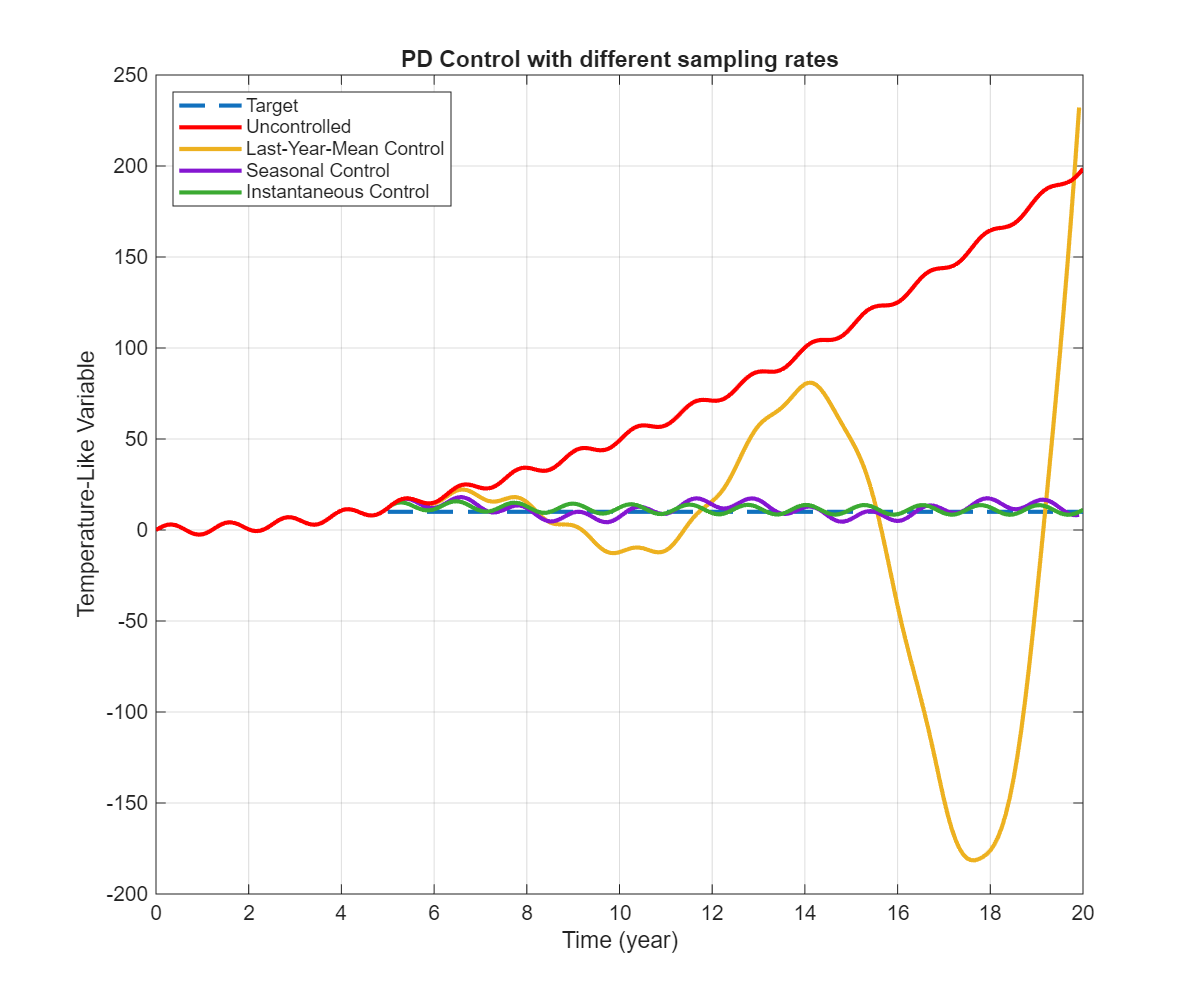 PD Control with different sampling rates
250
200
150
100
50
0
-50
-100
-150
-200
Temperature-Like Variable
Target
Uncontrolled
Last-Year-Mean Control
Seasonal Control
Instantaneous Control
0 2 4 6 8 10 12 14 16 18 20
Time (year)